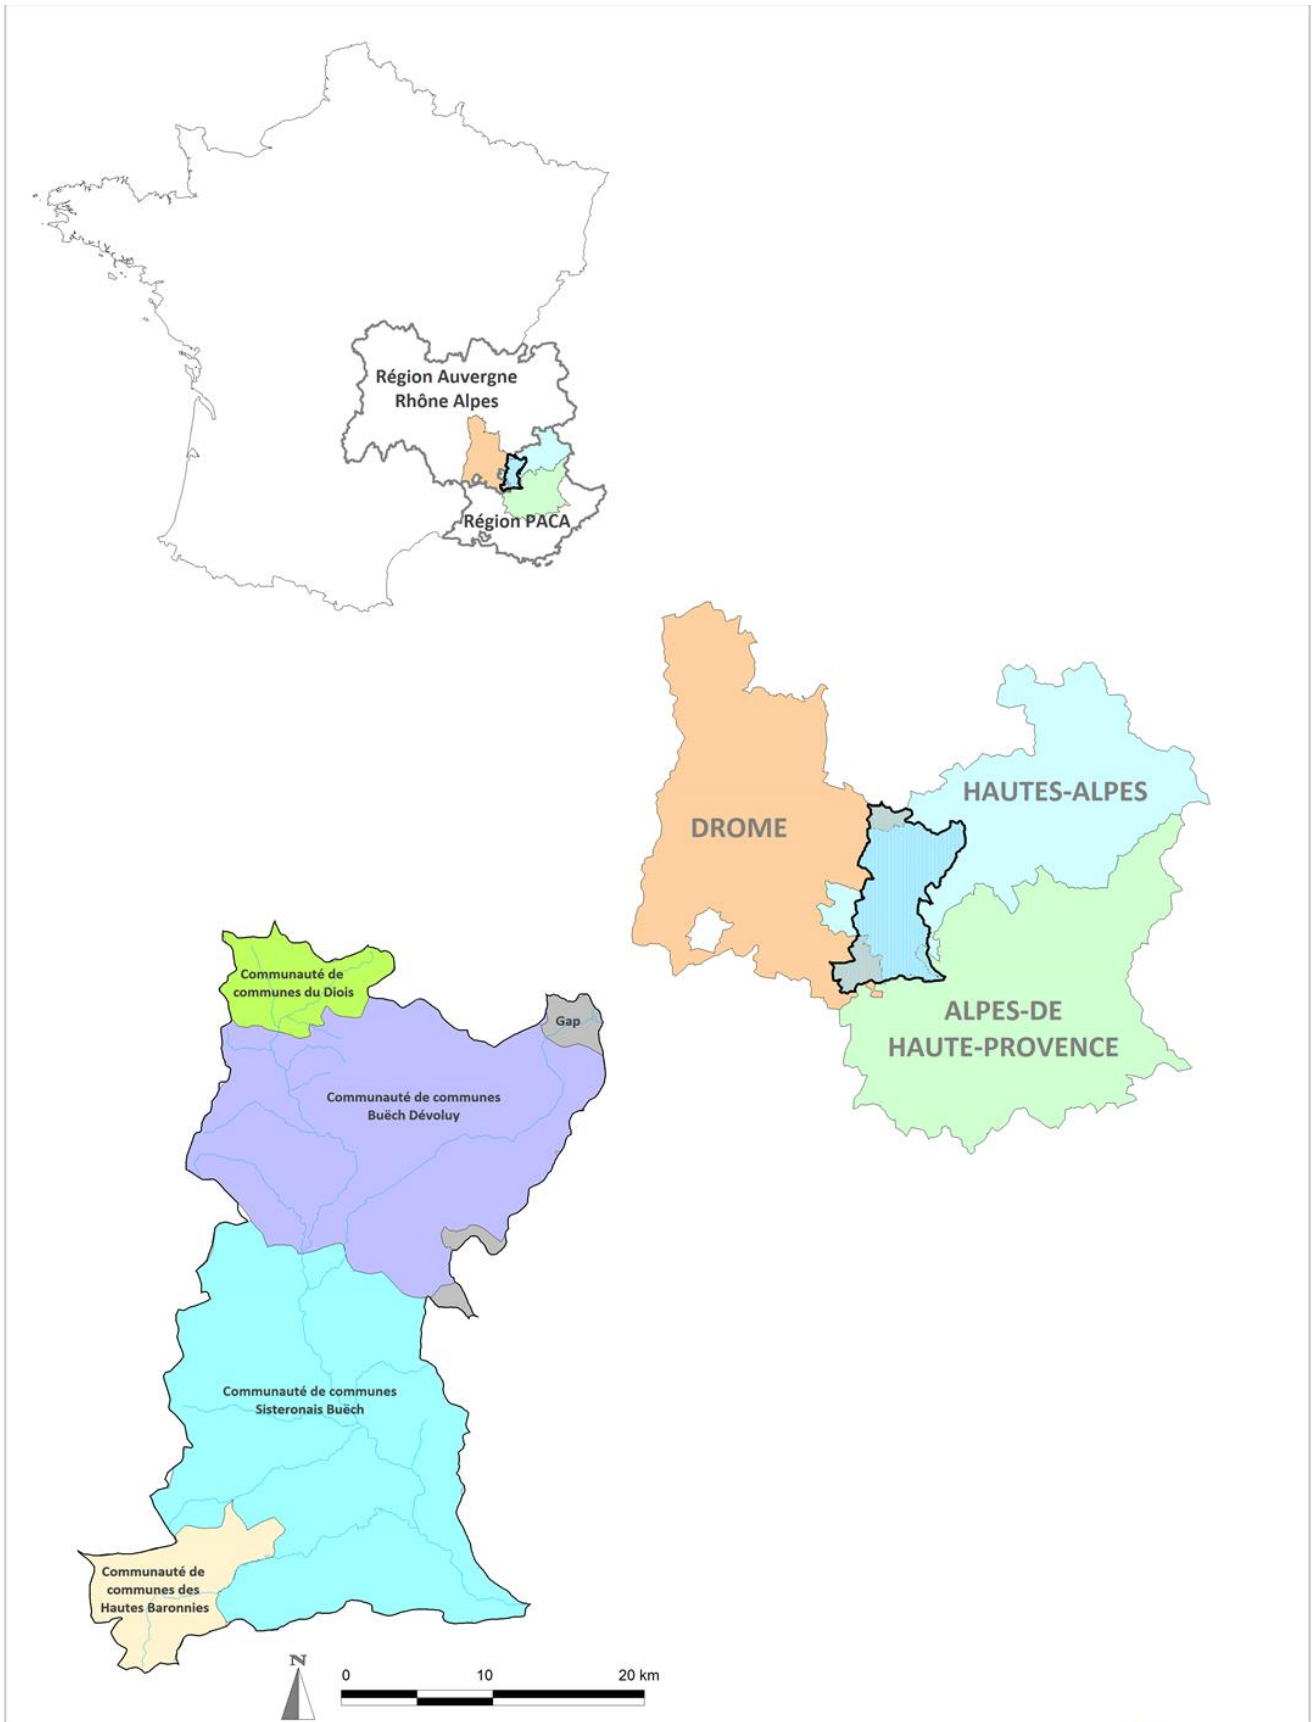 Région Auvergne
Rhône Alpes
Région PACA
HAUTES-ALPES
DROME
ALPES-DE
HAUTE-PROVENCE
Communauté de
communes du Diois
Gap
Communauté de communes
Buëch Dévoluy
Communauté de communes
Sisteronais Buëch
Communauté de
communes des
Hautes Baronnies
N
0 10 20 km